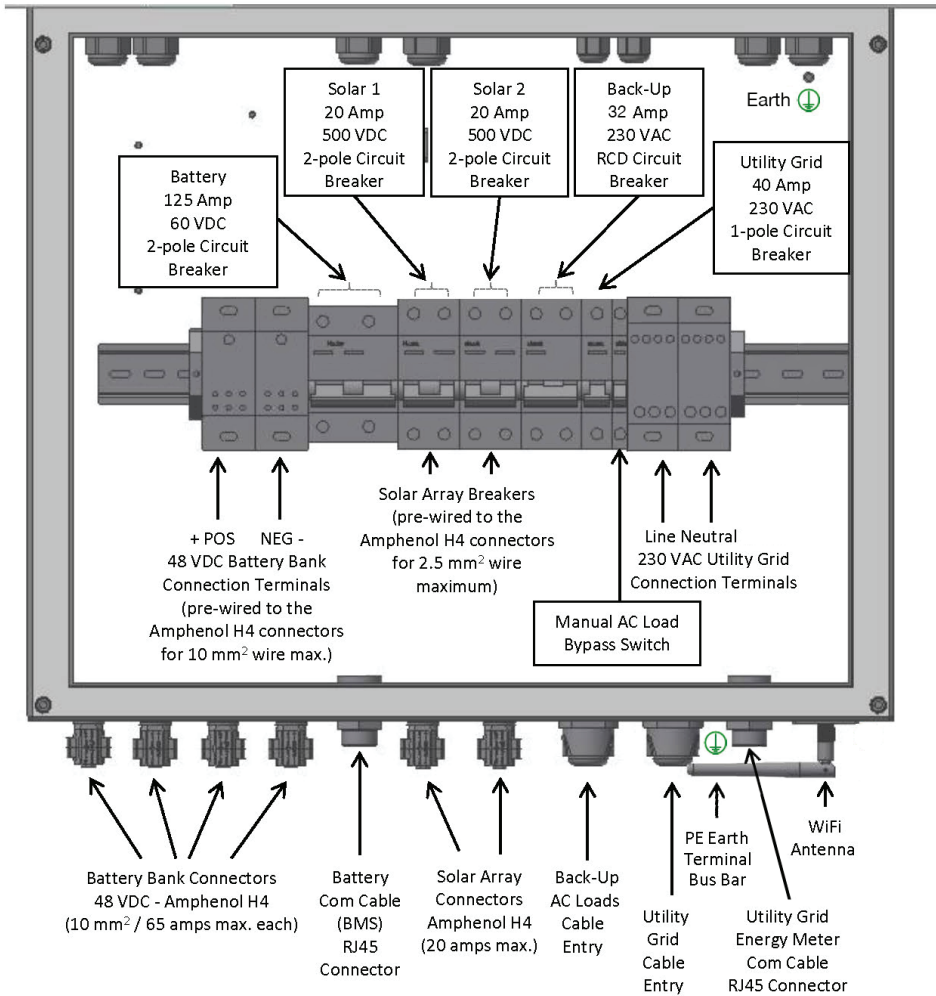 Solar 1
20 Amp
500 VDC
2-pole Circuit
Breaker
Solar 2
20 Amp
500 VDC
2-pole Circuit
Breaker
Back-Up
32 Amp
230 VAC
RCD Circuit
Breaker
Earth
Battery
125 Amp
60 VDC
2-pole Circuit
Breaker
Utility Grid
40 Amp
230 VAC
1-pole Circuit
Breaker
+ POS NEG -
48 VDC Battery Bank
Connection Terminals
(pre-wired to the
Amphenol H4 connectors
for 10 mm² wire max.)
Solar Array Breakers
(pre-wired to the
Amphenol H4 connectors
for 2.5 mm² wire
maximum)
Line Neutral
230 VAC Utility Grid
Connection Terminals
Manual AC Load
Bypass Switch
Battery Bank Connectors
48 VDC - Amphenol H4
(10 mm² / 65 amps max. each)
Battery
Com Cable
(BMS)
RJ45
Connector
Solar Array
Connectors
Amphenol H4
(20 amps max.)
Back-Up
AC Loads
Cable
Entry
Utility
Grid
Cable
Entry
PE Earth
Terminal
Bus Bar
Utility Grid
Energy Meter
Com Cable
RJ45 Connector
WiFi
Antenna